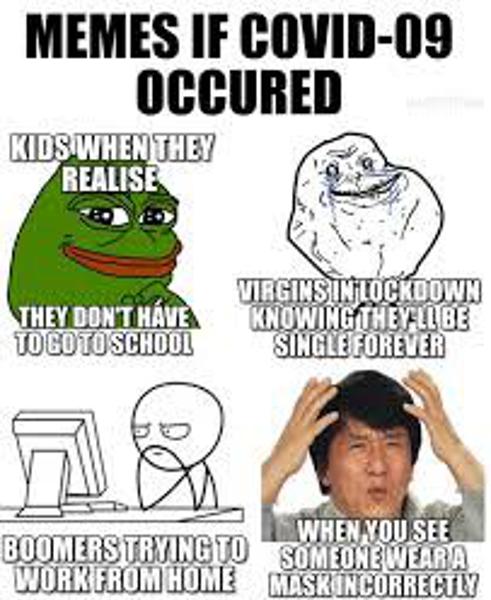 MEMES IF COVID-09
OCCURED
KIDS WHEN THEY
REALISE
THEY DON'T HAVE
TO GO TO SCHOOL
VIRGINS IN LOCKDOWN
KNOWING THEY'LL BE
SINGLE FOREVER
BOOMERS TRYING TO
WORK FROM HOME
WHEN YOU SEE
SOMEONE WEAR A
MASK INCORRECTLY